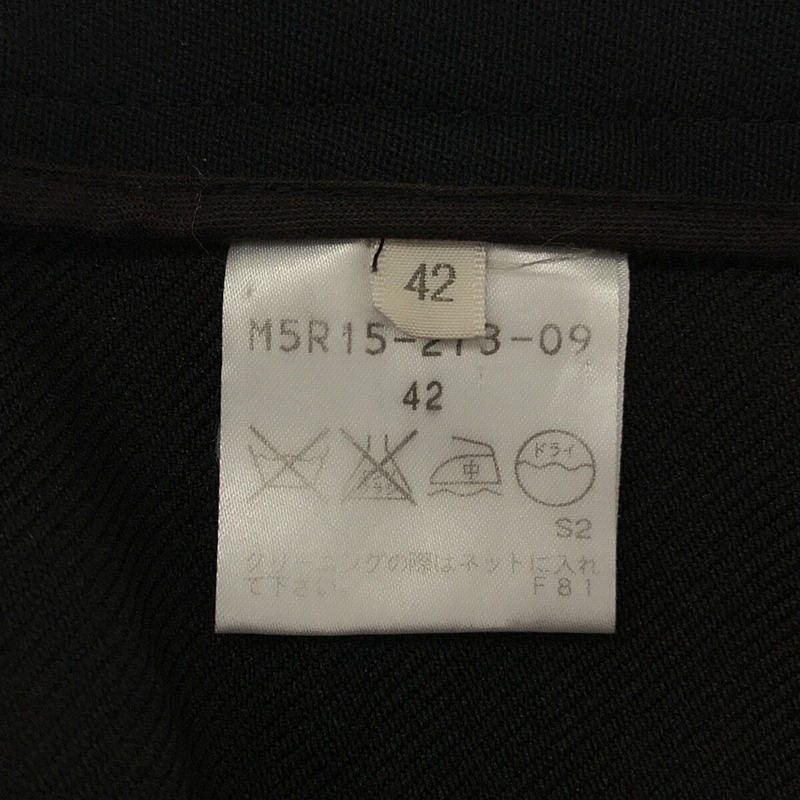 42
M5R15-273-09
42
中
ドライ
S2
クリーニングの際はネットに入れ
て下さい。
F81